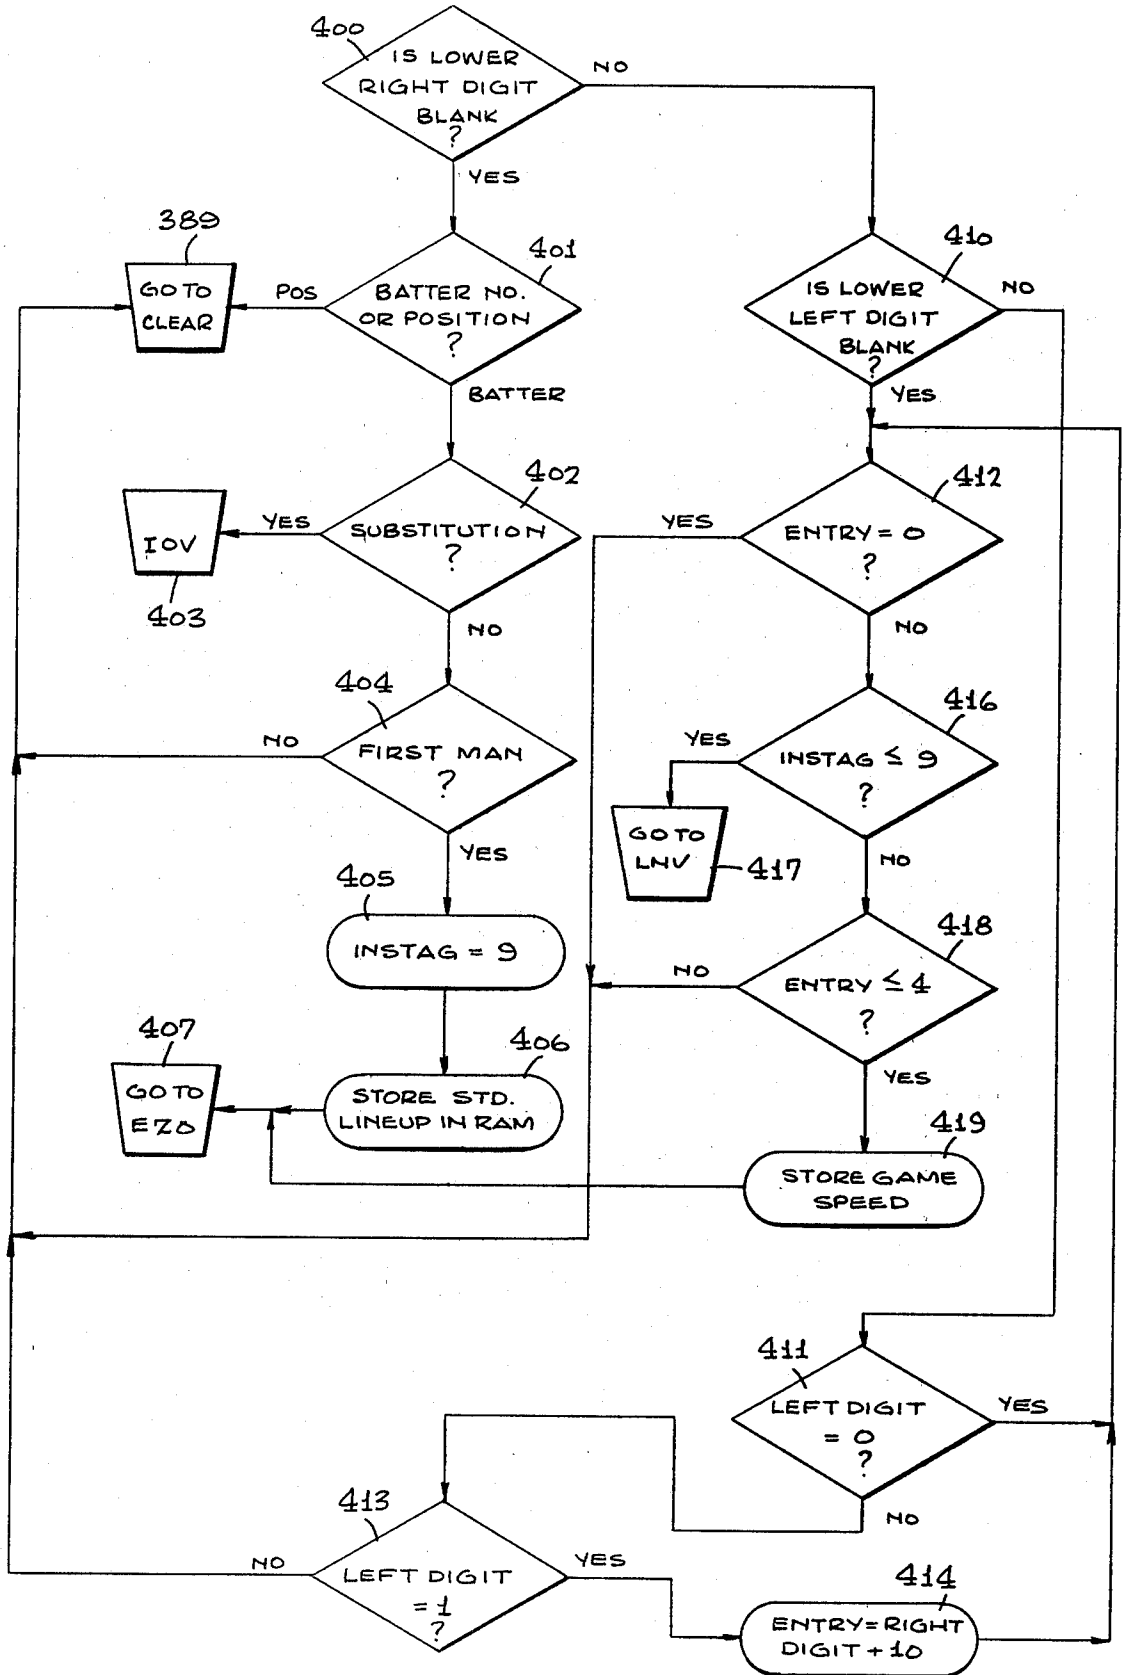 400
IS LOWER
RIGHT DIGIT
BLANK
?
NO
YES
389
GO TO
CLEAR
POS
401
BATTER NO.
OR POSITION
?
BATTER
410
IS LOWER
LEFT DIGIT
BLANK
?
NO
YES
402
SUBSTITUTION
?
YES
IOV
403
NO
412
ENTRY = 0
?
YES
NO
404
FIRST MAN
?
NO
YES
416
INSTAG ≤ 9
?
YES
GO TO
LNV
417
NO
405
INSTAG = 9
418
ENTRY ≤ 4
?
NO
YES
407
GO TO
EZO
406
STORE STD.
LINEUP IN RAM
419
STORE GAME
SPEED
411
LEFT DIGIT
= 0
?
YES
NO
413
LEFT DIGIT
= 1
?
NO
YES
414
ENTRY = RIGHT
DIGIT + 10